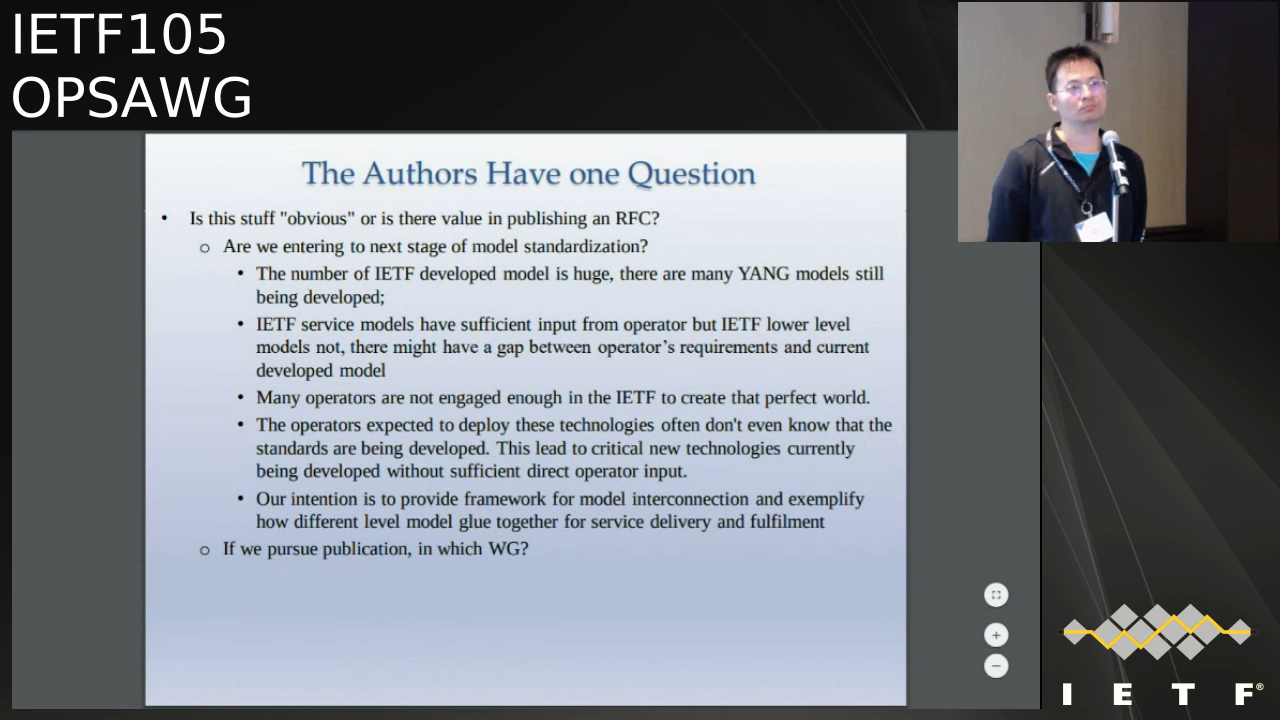 IETF105
OPSAWG
The Authors Have one Question
• Is this stuff "obvious" or is there value in publishing an RFC?
o Are we entering to next stage of model standardization?
• The number of IETF developed model is huge, there are many YANG models still
being developed;
• IETF service models have sufficient input from operator but IETF lower level
models not, there might have a gap between operator’s requirements and current
developed model
• Many operators are not engaged enough in the IETF to create that perfect world.
• The operators expected to deploy these technologies often don't even know that the
standards are being developed. This lead to critical new technologies currently
being developed without sufficient direct operator input.
• Our intention is to provide framework for model interconnection and exemplify
how different level model glue together for service delivery and fulfilment
o If we pursue publication, in which WG?
I E T F®